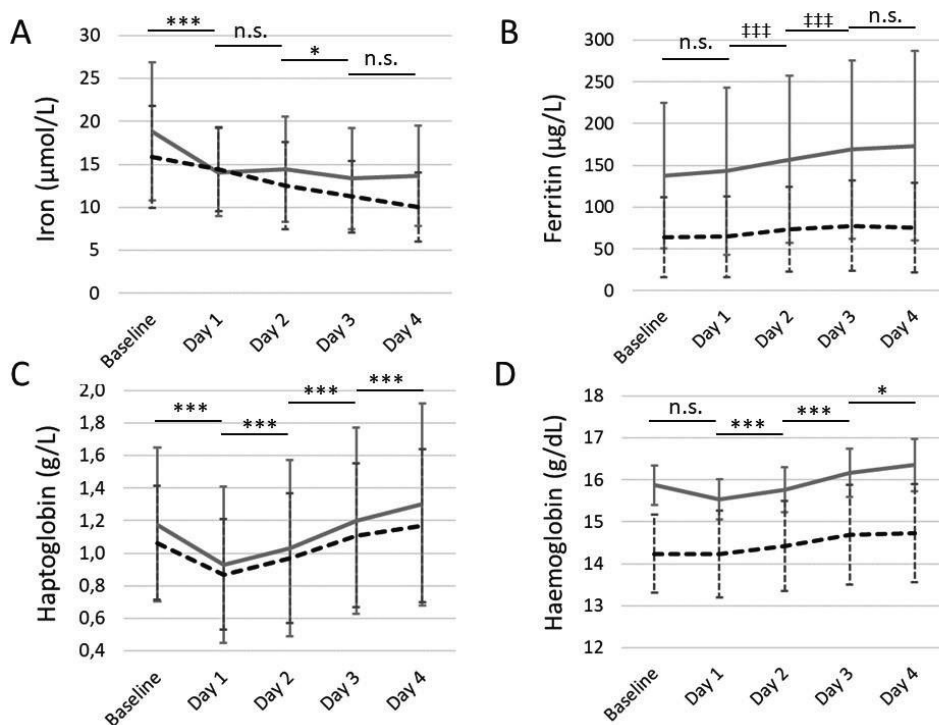 A
*** n.s. * n.s.
Iron (µmol/L)
30
25
20
15
10
5
0
Baseline Day 1 Day 2 Day 3 Day 4
B
n.s. ‡‡‡ ‡‡‡ n.s.
Ferritin (µg/L)
300
250
200
150
100
50
0
Baseline Day 1 Day 2 Day 3 Day 4
C
*** *** *** ***
Haptoglobin (g/L)
2,0
1,8
1,6
1,4
1,2
1,0
0,8
0,6
0,4
Baseline Day 1 Day 2 Day 3 Day 4
D
n.s. *** *** *
Haemoglobin (g/dL)
18
17
16
15
14
13
12
Baseline Day 1 Day 2 Day 3 Day 4